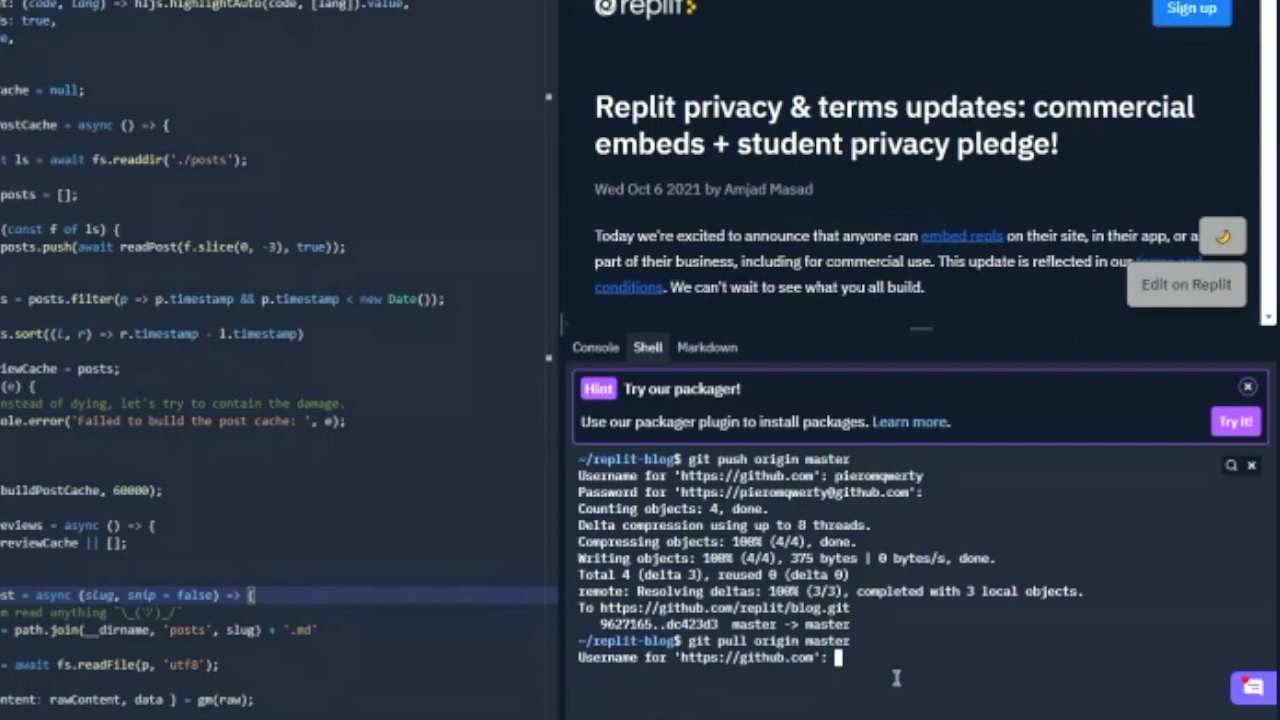 t: (code, lang) => hljs.highlightAuto(code, [lang]).value,
s: true,
e,
ache = null;
ostCache = async () => {
t ls = await fs.readdir('./posts');
posts = [];
(const f of ls) {
posts.push(await readPost(f.slice(0, -3), true));
s = posts.filter(p => p.timestamp && p.timestamp < new Date());
s.sort((l, r) => r.timestamp - l.timestamp)
iewCache = posts;
(e) {
nstead of dying, let's try to contain the damage.
ole.error('Failed to build the post cache: ', e);
buildPostCache, 60000);
eviews = async () => {
reviewCache || [];
ost = async (slug, snip = false) => {
m read anything ¯\_(ツ)_/¯
= path.join(__dirname, 'posts', slug) + '.md'
= await fs.readFile(p, 'utf8');
ntent: rawContent, data } = gm(raw);
replit
Sign up
Replit privacy & terms updates: commercial
embeds + student privacy pledge!
Wed Oct 6 2021 by Amjad Masad
Today we're excited to announce that anyone can embed repls on their site, in their app, or a
part of their business, including for commercial use. This update is reflected in our terms and
conditions. We can't wait to see what you all build.
Edit on Replit
Console Shell Markdown
Hint Try our packager!
Use our packager plugin to install packages. Learn more.
Try it!
~/replit-blog$ git push origin master
Username for 'https://github.com': pieromqwerty
Password for 'https://pieromqwerty@github.com':
Counting objects: 4, done.
Delta compression using up to 8 threads.
Compressing objects: 100% (4/4), done.
Writing objects: 100% (4/4), 375 bytes | 0 bytes/s, done.
Total 4 (delta 3), reused 0 (delta 0)
remote: Resolving deltas: 100% (3/3), completed with 3 local objects.
To https://github.com/replit/blog.git
9627165..dc423d3 master -> master
~/replit-blog$ git pull origin master
Username for 'https://github.com':